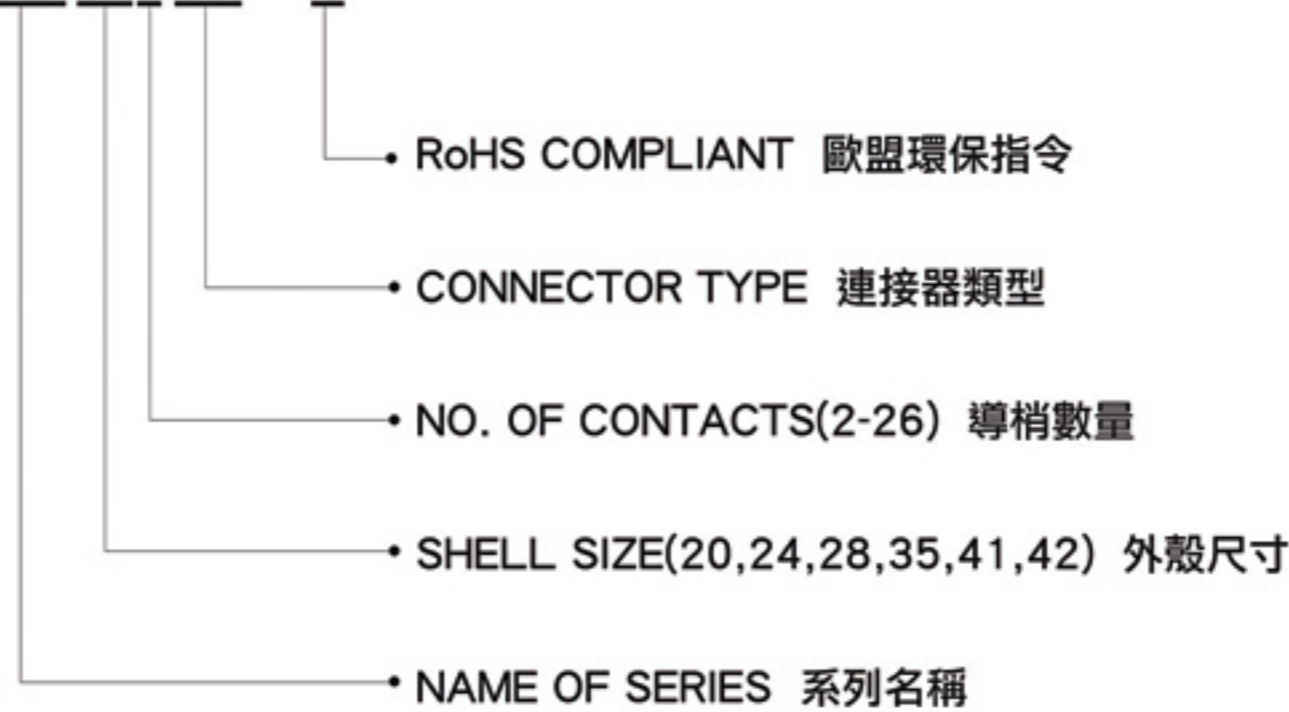 RoHS COMPLIANT 歐盟環保指令
CONNECTOR TYPE 連接器類型
NO. OF CONTACTS(2-26) 導梢數量
SHELL SIZE(20,24,28,35,41,42) 外殼尺寸
NAME OF SERIES 系列名稱